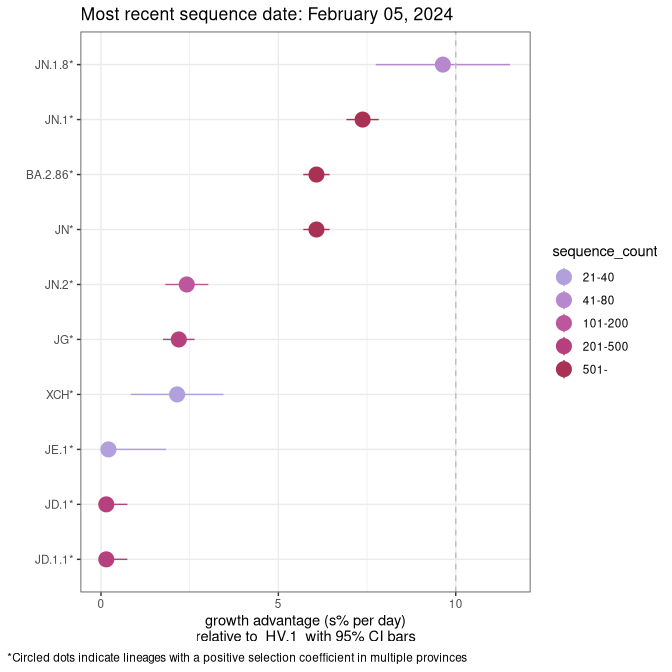 Most recent sequence date: February 05, 2024
JN.1.8*
JN.1*
BA.2.86*
JN*
JN.2*
JG*
XCH*
JE.1*
JD.1*
JD.1.1*
0 5 10
growth advantage (s% per day)
relative to HV.1 with 95% CI bars
sequence_count
21-40
41-80
101-200
201-500
501-
*Circled dots indicate lineages with a positive selection coefficient in multiple provinces